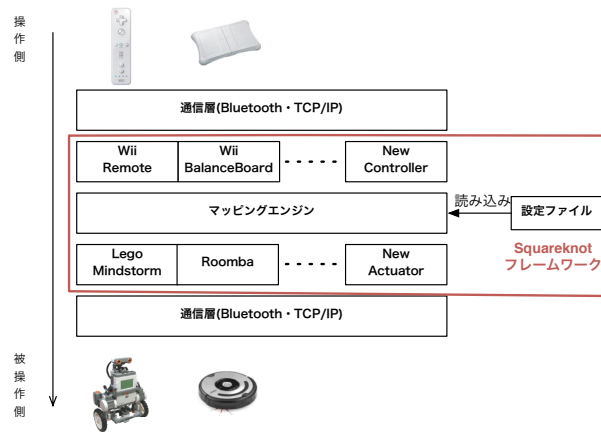 操作側
通信層(Bluetooth・TCP/IP)
Wii
Remote
Wii
BalanceBoard
New
Controller
マッピングエンジン
読み込み
設定ファイル
Lego
Mindstorm
Roomba
New
Actuator
Squareknot
フレームワーク
通信層(Bluetooth・TCP/IP)
被操作側